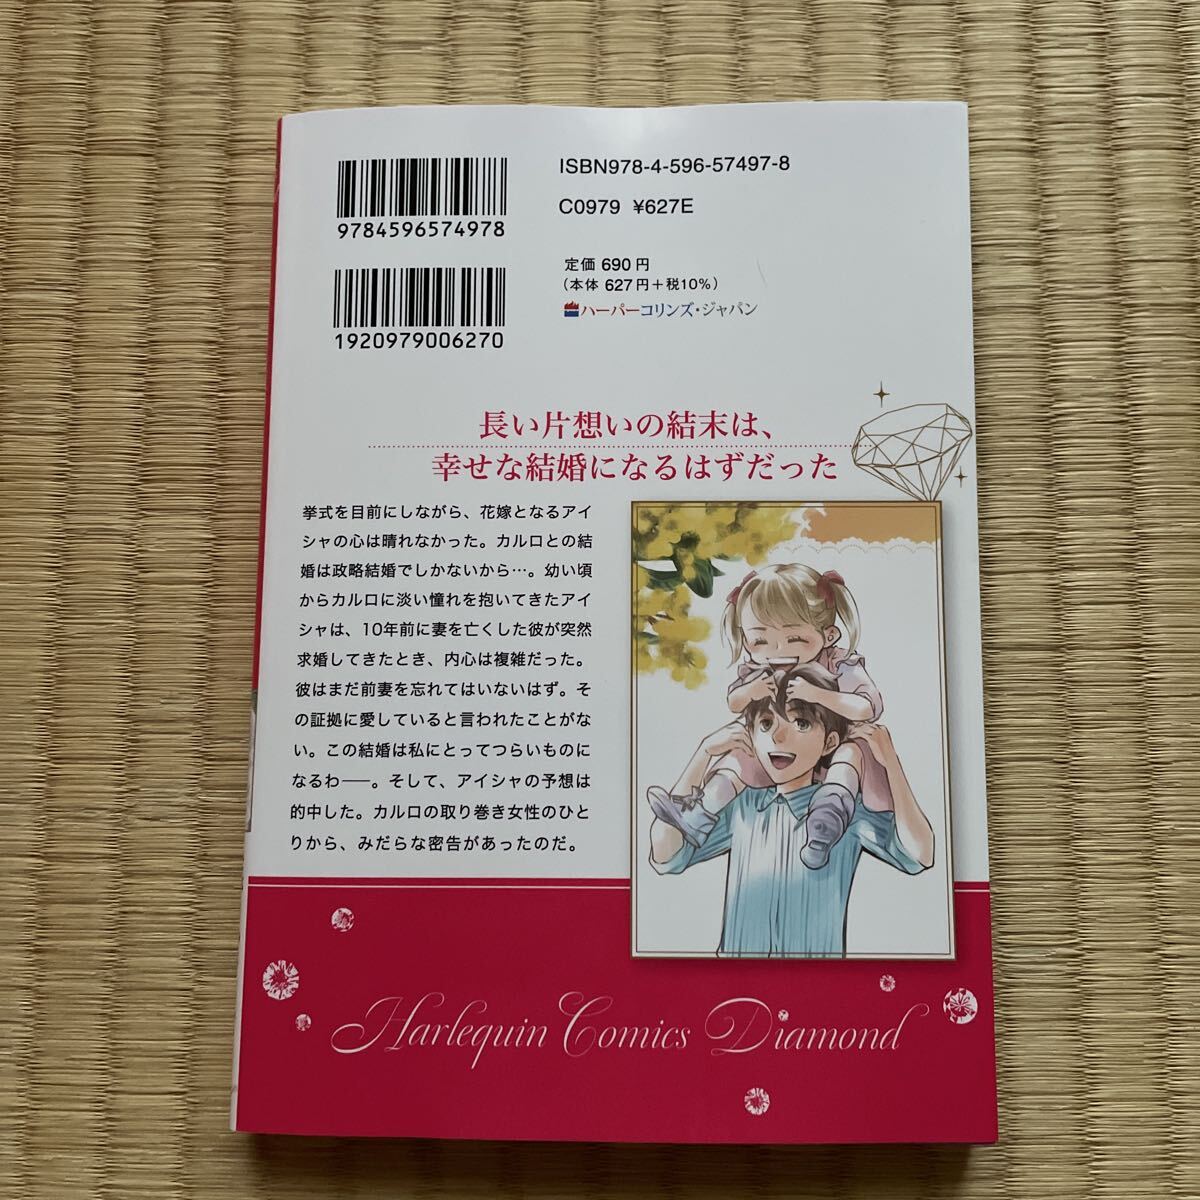 ISBN978-4-596-57497-8
9784596574978
C0979 ¥627E
定価 690円
(本体 627円+税10%)
1920979006270
ハーパーコリンズ・ジャパン
長い片想いの結末は、
幸せな結婚になるはずだった
挙式を目前にしながら、花嫁となるアイ
シャの心は晴れなかった。カルロとの結
婚は政略結婚でしかないから…。幼い頃
からカルロに淡い憧れを抱いてきたアイ
シャは、10年前に妻を亡くした彼が突然
求婚してきたとき、内心は複雑だった。
彼はまだ前妻を忘れてはいないはず。そ
の証拠に愛していると言われたことがな
い。この結婚は私にとってつらいものに
なるわ──。そして、アイシャの予想は
的中した。カルロの取り巻き女性のひと
りから、みだらな密告があったのだ。
Harlequin Comics Diamond